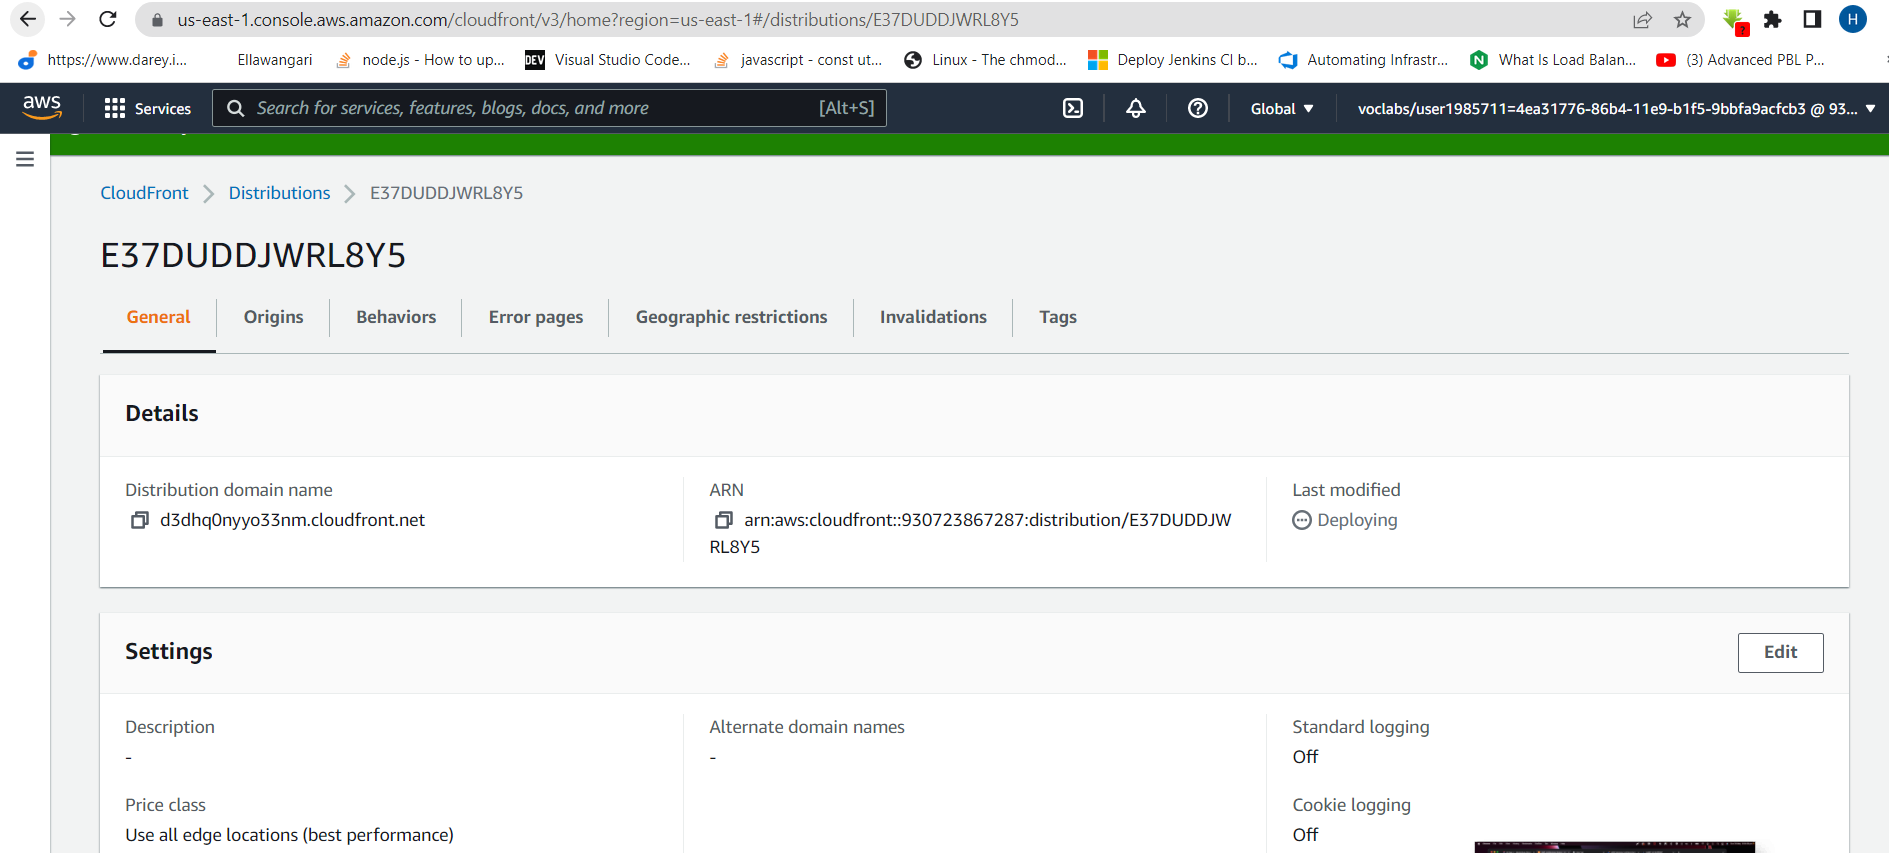 us-east-1.console.aws.amazon.com/cloudfront/v3/home?region=us-east-1#/distributions/E37DUDDJWRL8Y5
?
H
https://www.darey.i... Ellawangari node.js - How to up... DEV Visual Studio Code... javascript - const ut... Linux - The chmod... Deploy Jenkins CI b... Automating Infrastr... N What Is Load Balan... (3) Advanced PBL P...
aws Services Search for services, features, blogs, docs, and more [Alt+S] Global voclabs/user1985711=4ea31776-86b4-11e9-b1f5-9bbfa9acfcb3 @ 93...
CloudFront Distributions E37DUDDJWRL8Y5
E37DUDDJWRL8Y5
General Origins Behaviors Error pages Geographic restrictions Invalidations Tags
Details
Distribution domain name ARN Last modified
d3dhq0nyyo33nm.cloudfront.net arn:aws:cloudfront::930723867287:distribution/E37DUDDJW Deploying
RL8Y5
Settings Edit
Description Alternate domain names Standard logging
- - Off
Price class Cookie logging
Use all edge locations (best performance) Off